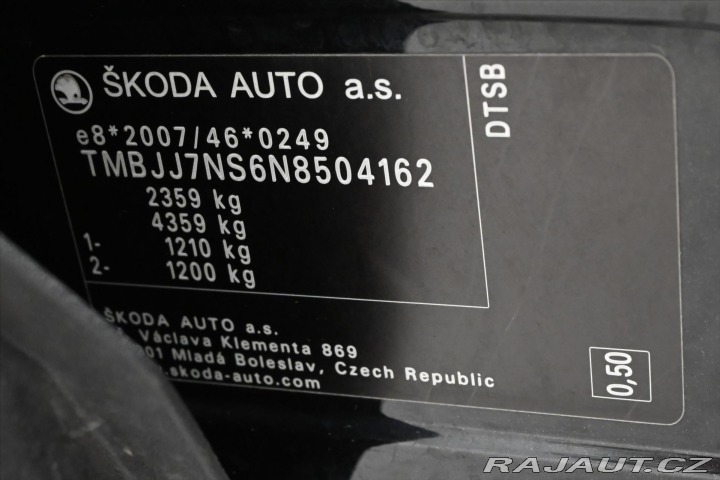 ŠKODA AUTO a.s.
DTSB
e8*2007/46*0249
TMBJJ7NS6N8504162
2359 kg
4359 kg
1- 1210 kg
2- 1200 kg
ŠKODA AUTO a.s.
Václava Klementa 869
Mladá Boleslav, Czech Republic
.skoda-auto.com
0,50
RAJAUT.CZ